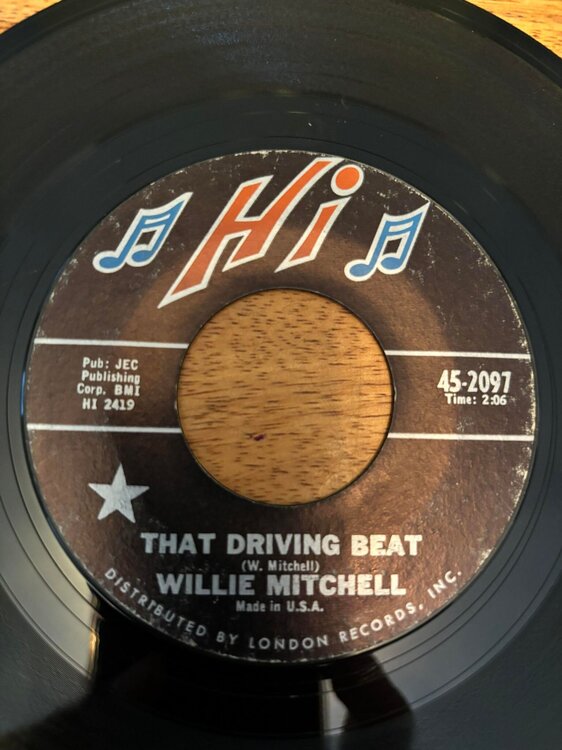 Hi
Pub: JEC
Publishing
Corp. BMI
HI 2419
45-2097
Time: 2:06
THAT DRIVING BEAT
(W. Mitchell)
WILLIE MITCHELL
Made in U.S.A.
DISTRIBUTED BY LONDON RECORDS, INC.